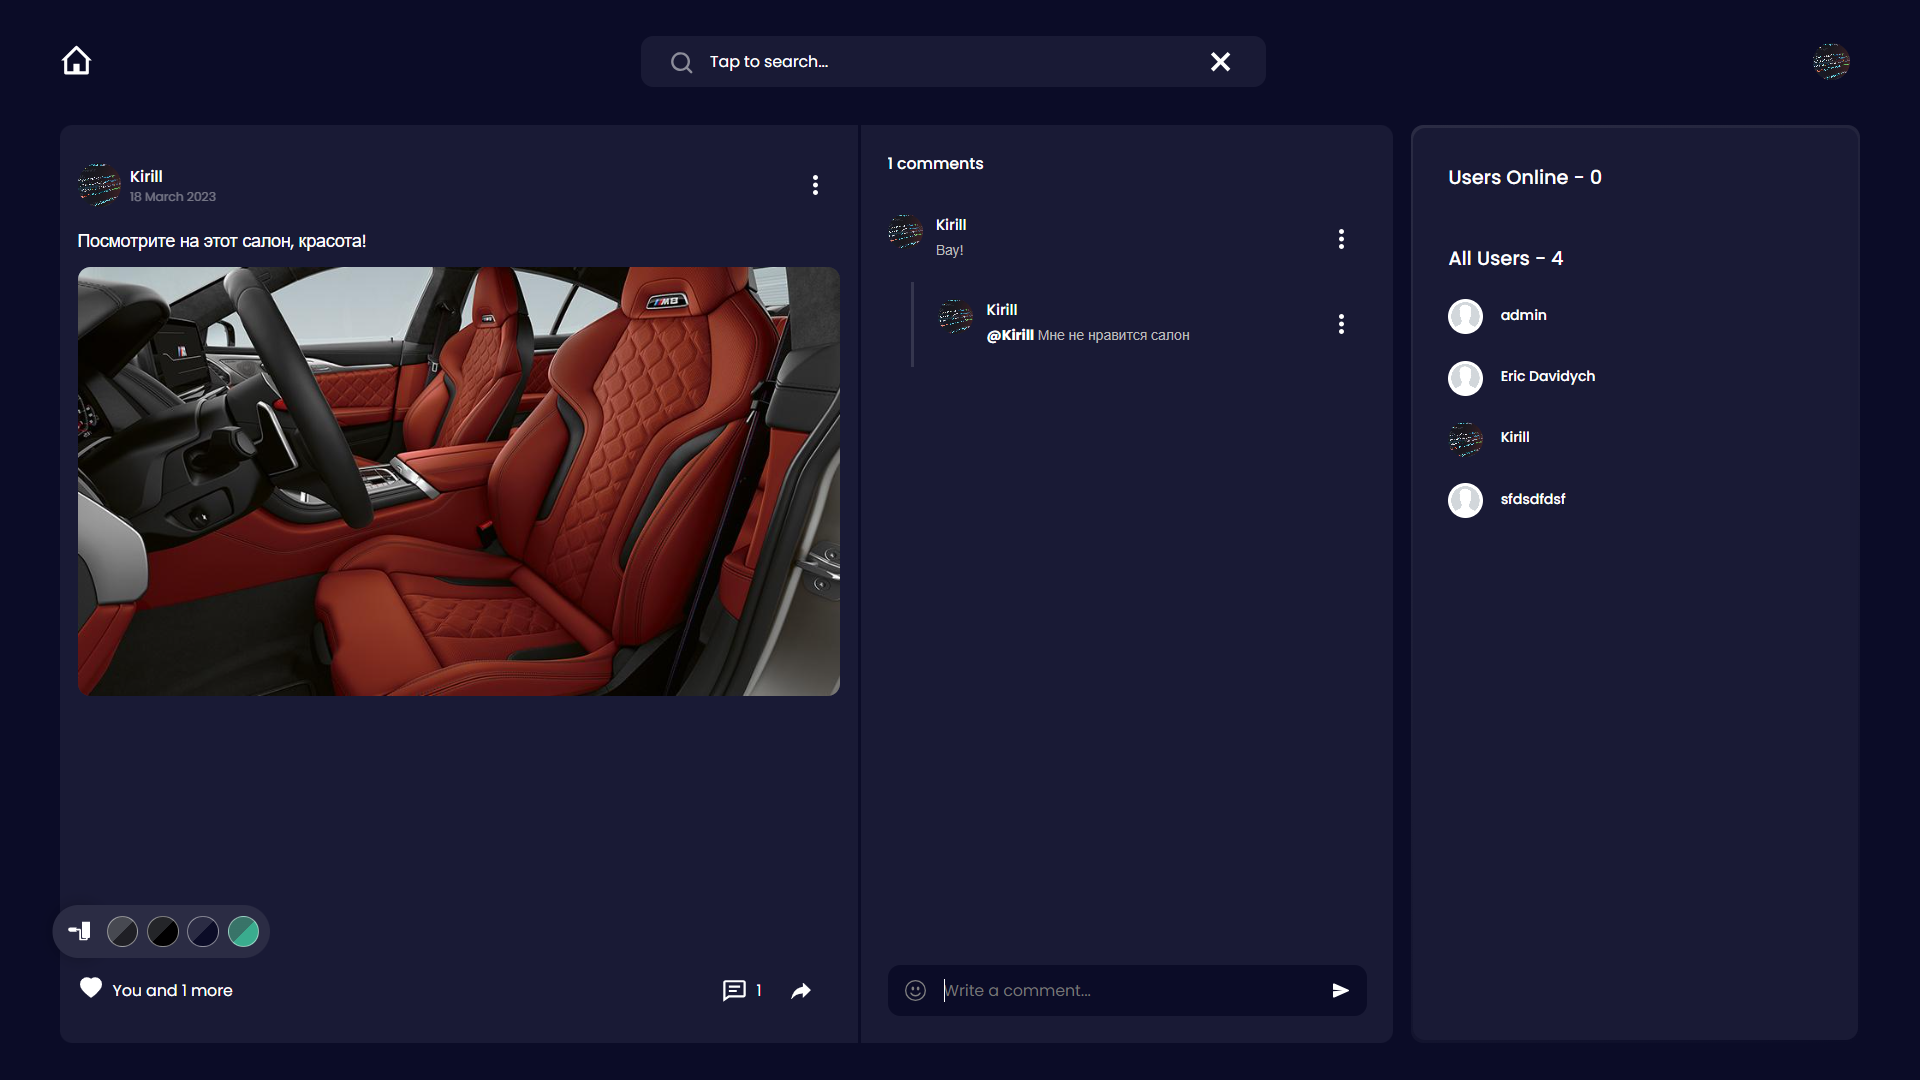 Tap to search...
Kirill
18 March 2023
Посмотрите на этот салон, красота!
M8
1 comments
Kirill
Вау!
Kirill
@Kirill Мне не нравится салон
Users Online - 0
All Users - 4
admin
Eric Davidych
Kirill
sfdsdfdsf
You and 1 more
1
Write a comment...